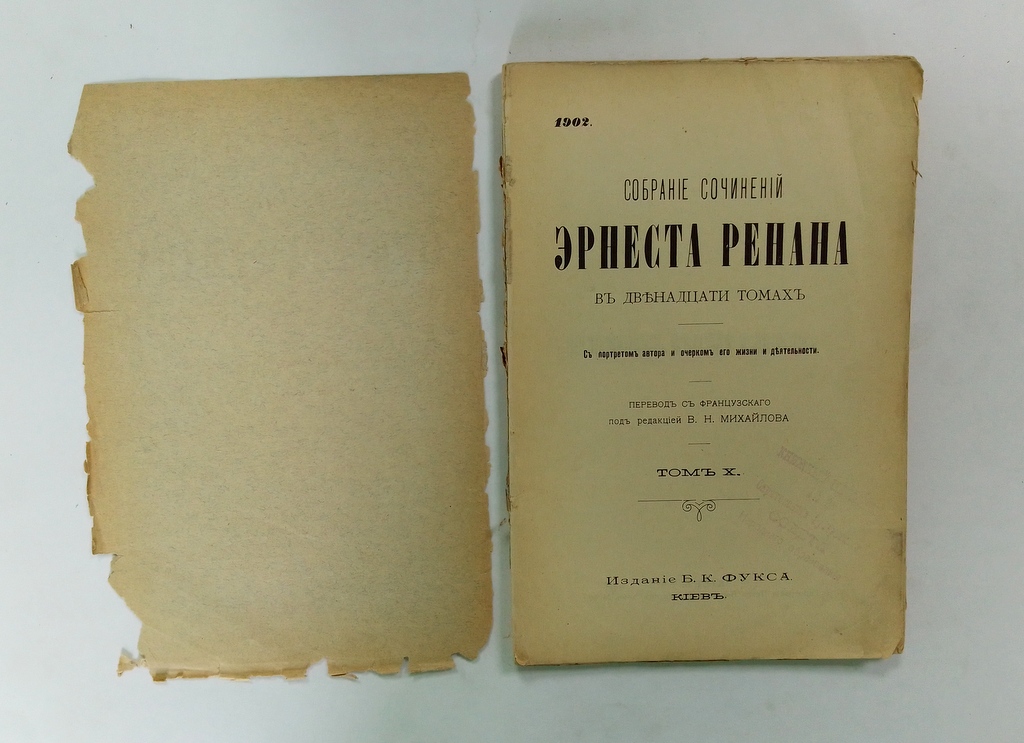 1902.
СОБРАНІЕ СОЧИНЕНІЙ
ЭРНЕСТА РЕНАНА
ВЪ ДВѢНАДЦАТИ ТОМАХЪ
Съ портретомъ автора и очеркомъ его жизни и дѣятельности.
ПЕРЕВОДЪ СЪ ФРАНЦУЗСКАГО
подъ редакціей В. Н. МИХАЙЛОВА
ТОМЪ X.
Изданіе Б. К. ФУКСА.
КІЕВЪ.